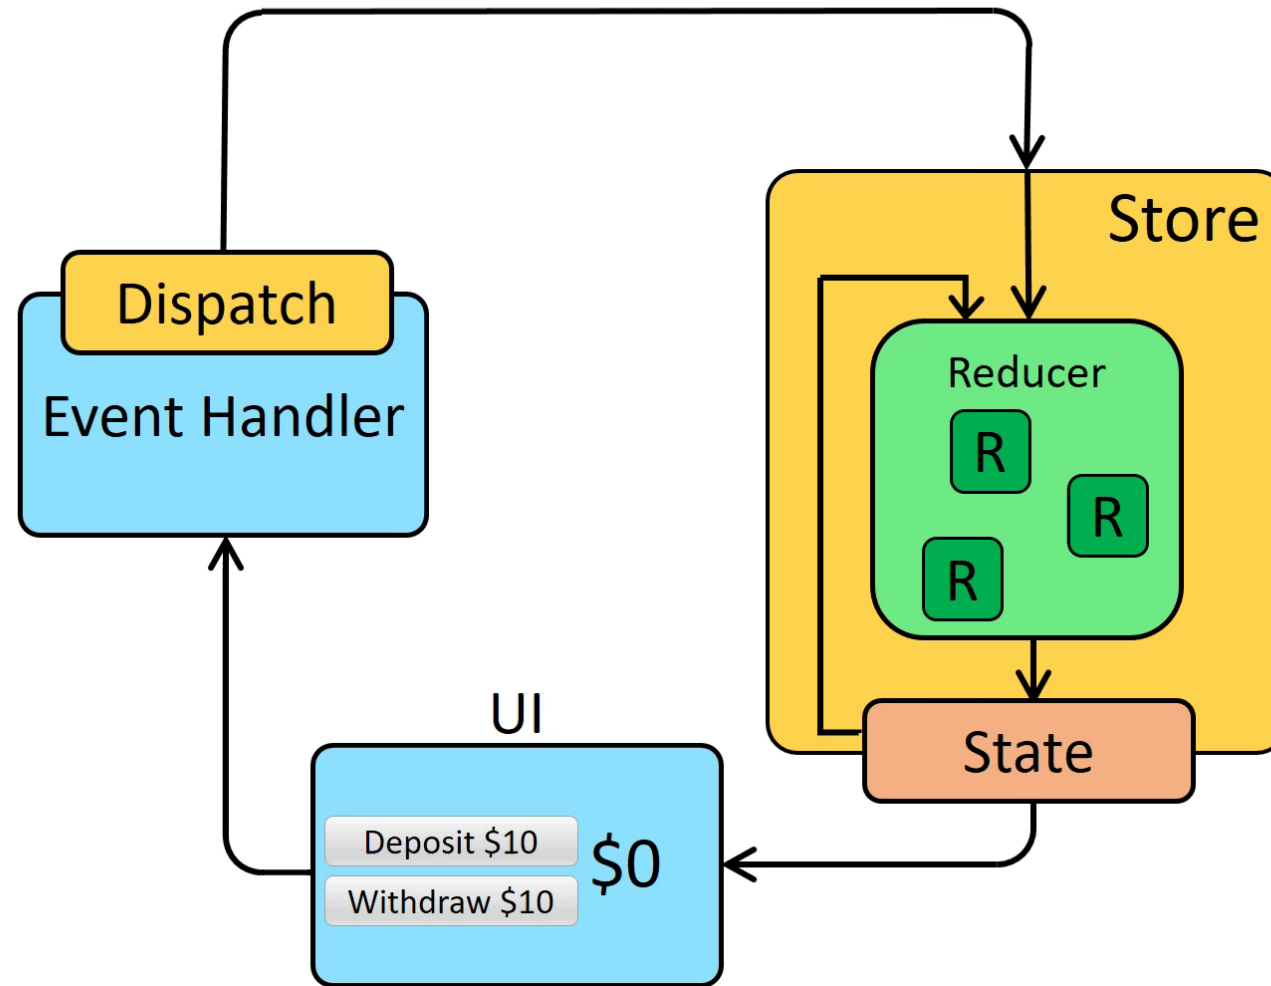 Store
Dispatch
Event Handler
Reducer
R
R
R
UI
State
Deposit $10
$0
Withdraw $10